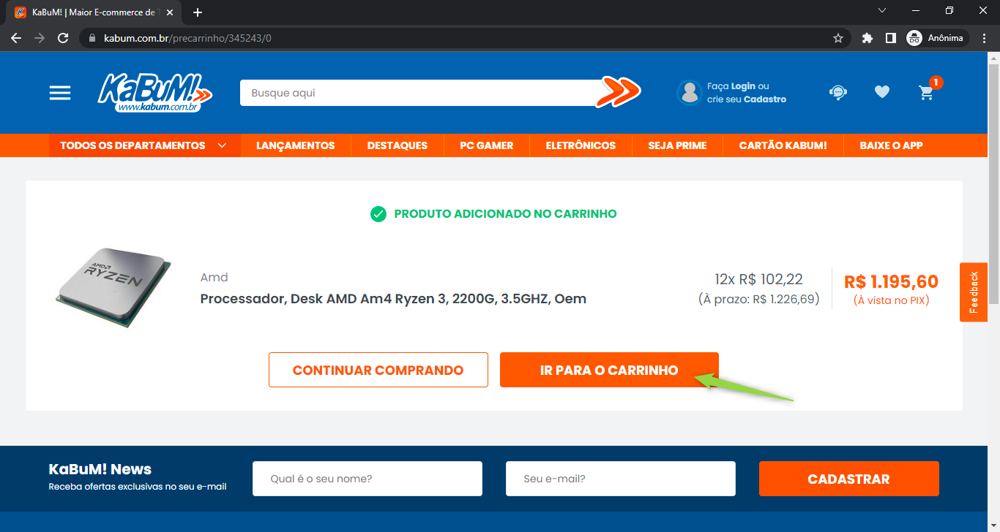 KaBuM! | Maior E-commerce de T
kabum.com.br/precarrinho/345243/0
Anônima
KaBuM!
www.kabum.com.br
Busque aqui
Faça Login ou
crie seu Cadastro
1
TODOS OS DEPARTAMENTOS
LANÇAMENTOS
DESTAQUES
PC GAMER
ELETRÔNICOS
SEJA PRIME
CARTÃO KABUM!
BAIXE O APP
PRODUTO ADICIONADO NO CARRINHO
AMD
RYZEN
Amd
Processador, Desk AMD Am4 Ryzen 3, 2200G, 3.5GHZ, Oem
12x R$ 102,22
(À prazo: R$ 1.226,69)
R$ 1.195,60
(À vista no PIX)
Feedback
CONTINUAR COMPRANDO
IR PARA O CARRINHO
KaBuM! News
Receba ofertas exclusivas no seu e-mail
Qual é o seu nome?
Seu e-mail?
CADASTRAR